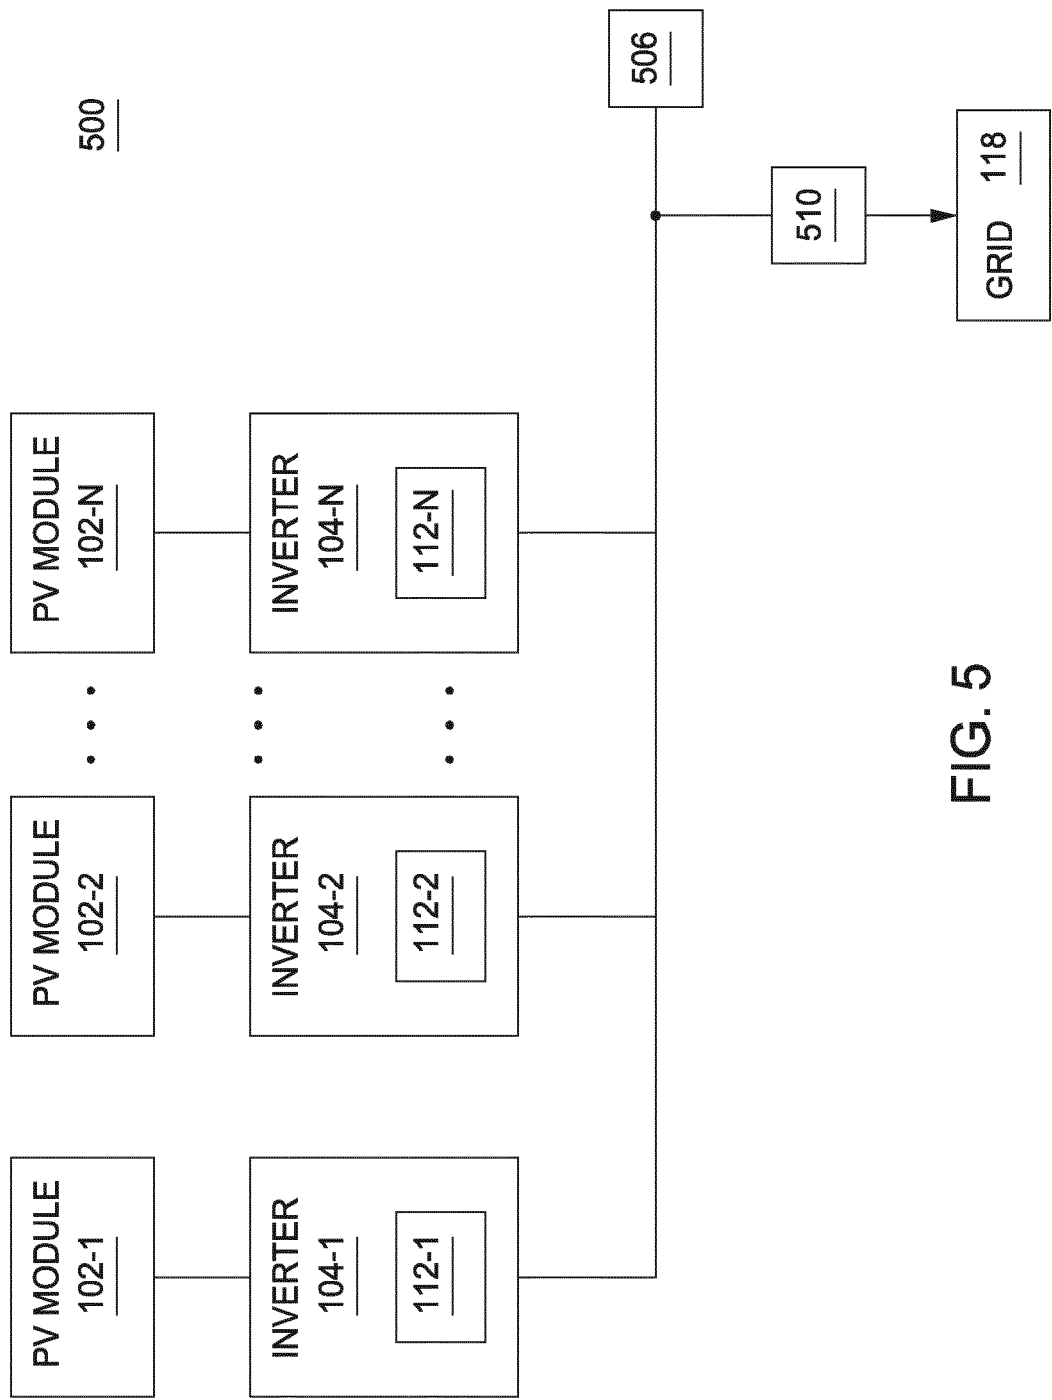 500
PV MODULE
102-1
PV MODULE
102-2
PV MODULE
102-N
INVERTER
104-1
112-1
INVERTER
104-2
112-2
INVERTER
104-N
112-N
506
510
GRID 118
FIG. 5